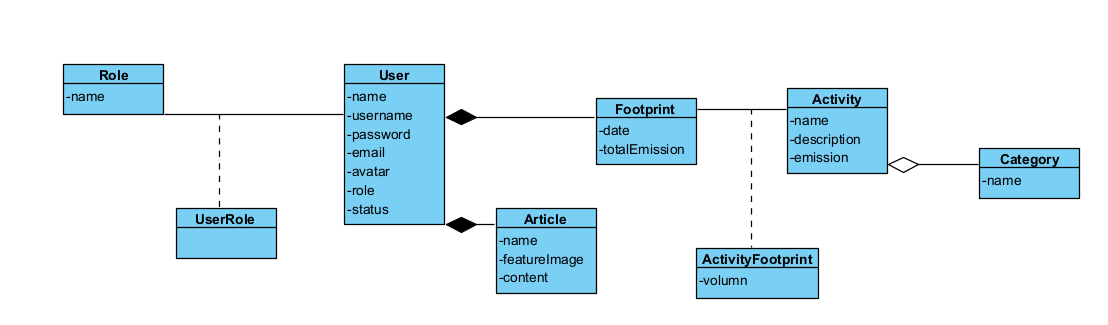 Role
-name
User
-name
-username
-password
-email
-avatar
-role
-status
UserRole
Article
-name
-featureImage
-content
Footprint
-date
-totalEmission
Activity
-name
-description
-emission
Category
-name
ActivityFootprint
-volumn